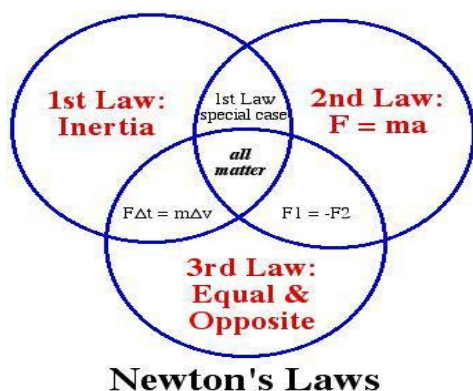 1st Law:
Inertia
1st Law
special case
2nd Law:
F = ma
all
matter
FΔt = mΔv
F1 = -F2
3rd Law:
Equal &
Opposite
Newton's Laws